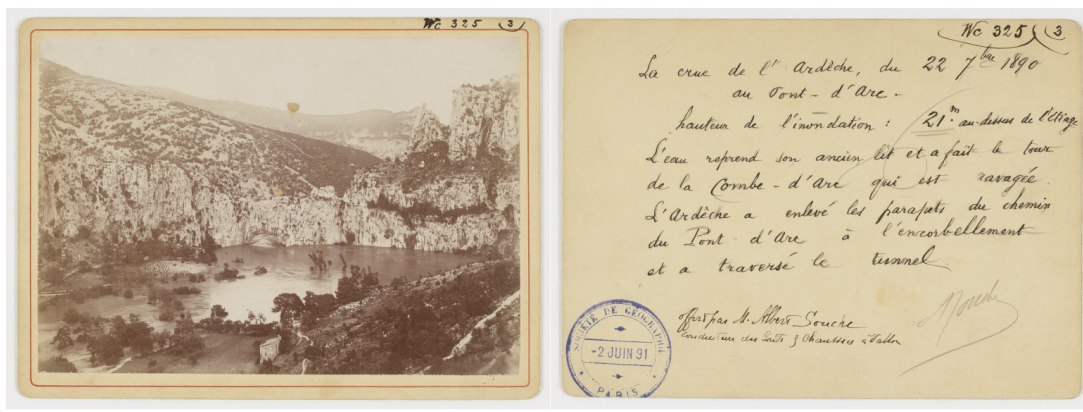 Wc 325 (3)
Wc 325 (3)
La crue de l'Ardèche, du 22 7bre 1890
au Pont-d'Arc-
hauteur de l'inondation : 21.m au-dessus de l'Etiage
L'eau reprend son ancien lit et a fait le tour
de la Combe-d'Arc qui est ravagée.
L'Ardèche a enlevé les parapets du chemin
du Pont-d'Arc à l'encorbellement
et a traversé le tunnel.
Souche
offert par M. Albert Souche
Conducteur des Ponts & Chaussées à Vallon
SOCIÉTÉ DE GÉOGRAPHIE
-2 JUIN 91
PARIS